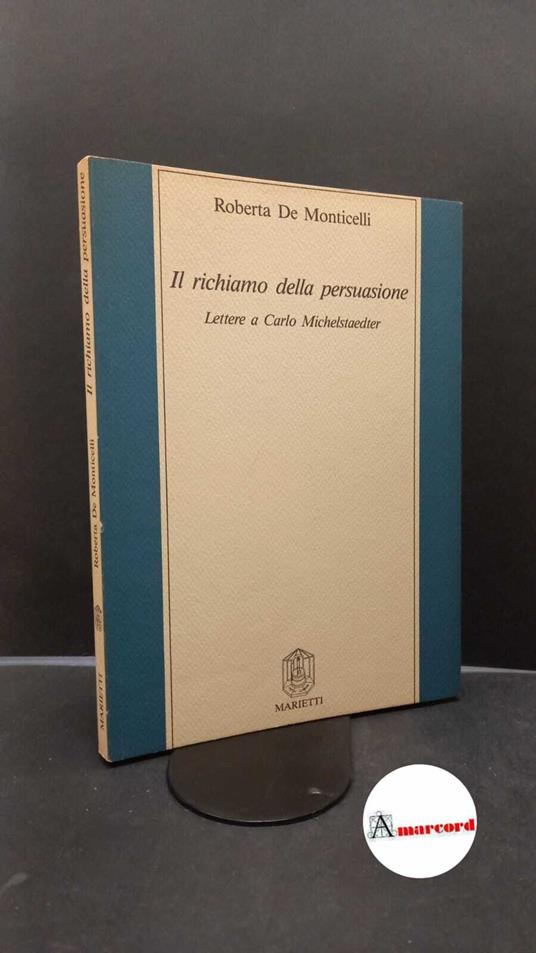 Roberta De Monticelli
Il richiamo della persuasione
Lettere a Carlo Michelstaedter
MARIETTI
Il richiamo della persuasione
Roberta De Monticelli
MARIETTI
Amarcord